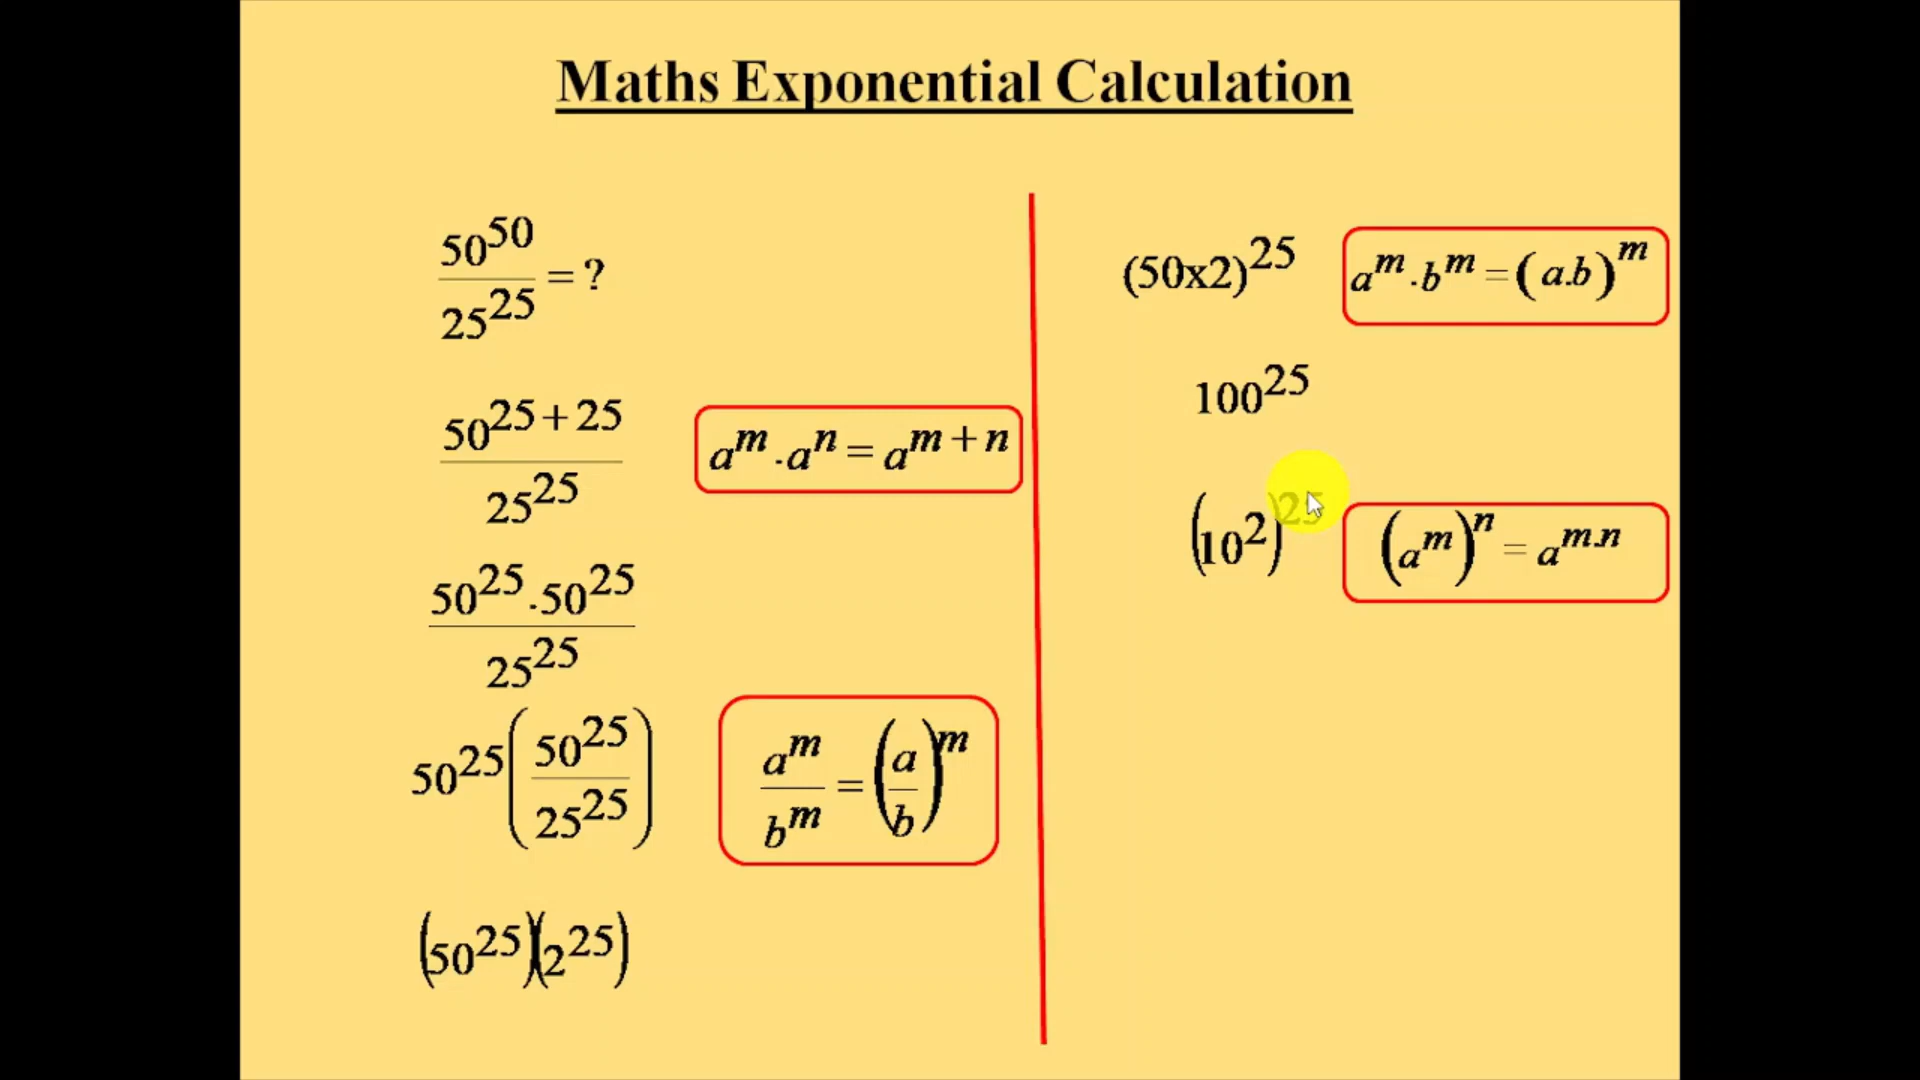 Maths Exponential Calculation
50^50 / 25^25 = ?
50^(25+25) / 25^25
a^m . a^n = a^(m+n)
50^25 . 50^25 / 25^25
50^25 (50^25 / 25^25)
a^m / b^m = (a/b)^m
(50^25)(2^25)
(50x2)^25
a^m . b^m = (a.b)^m
100^25
(10^2)^25
(a^m)^n = a^(m.n)